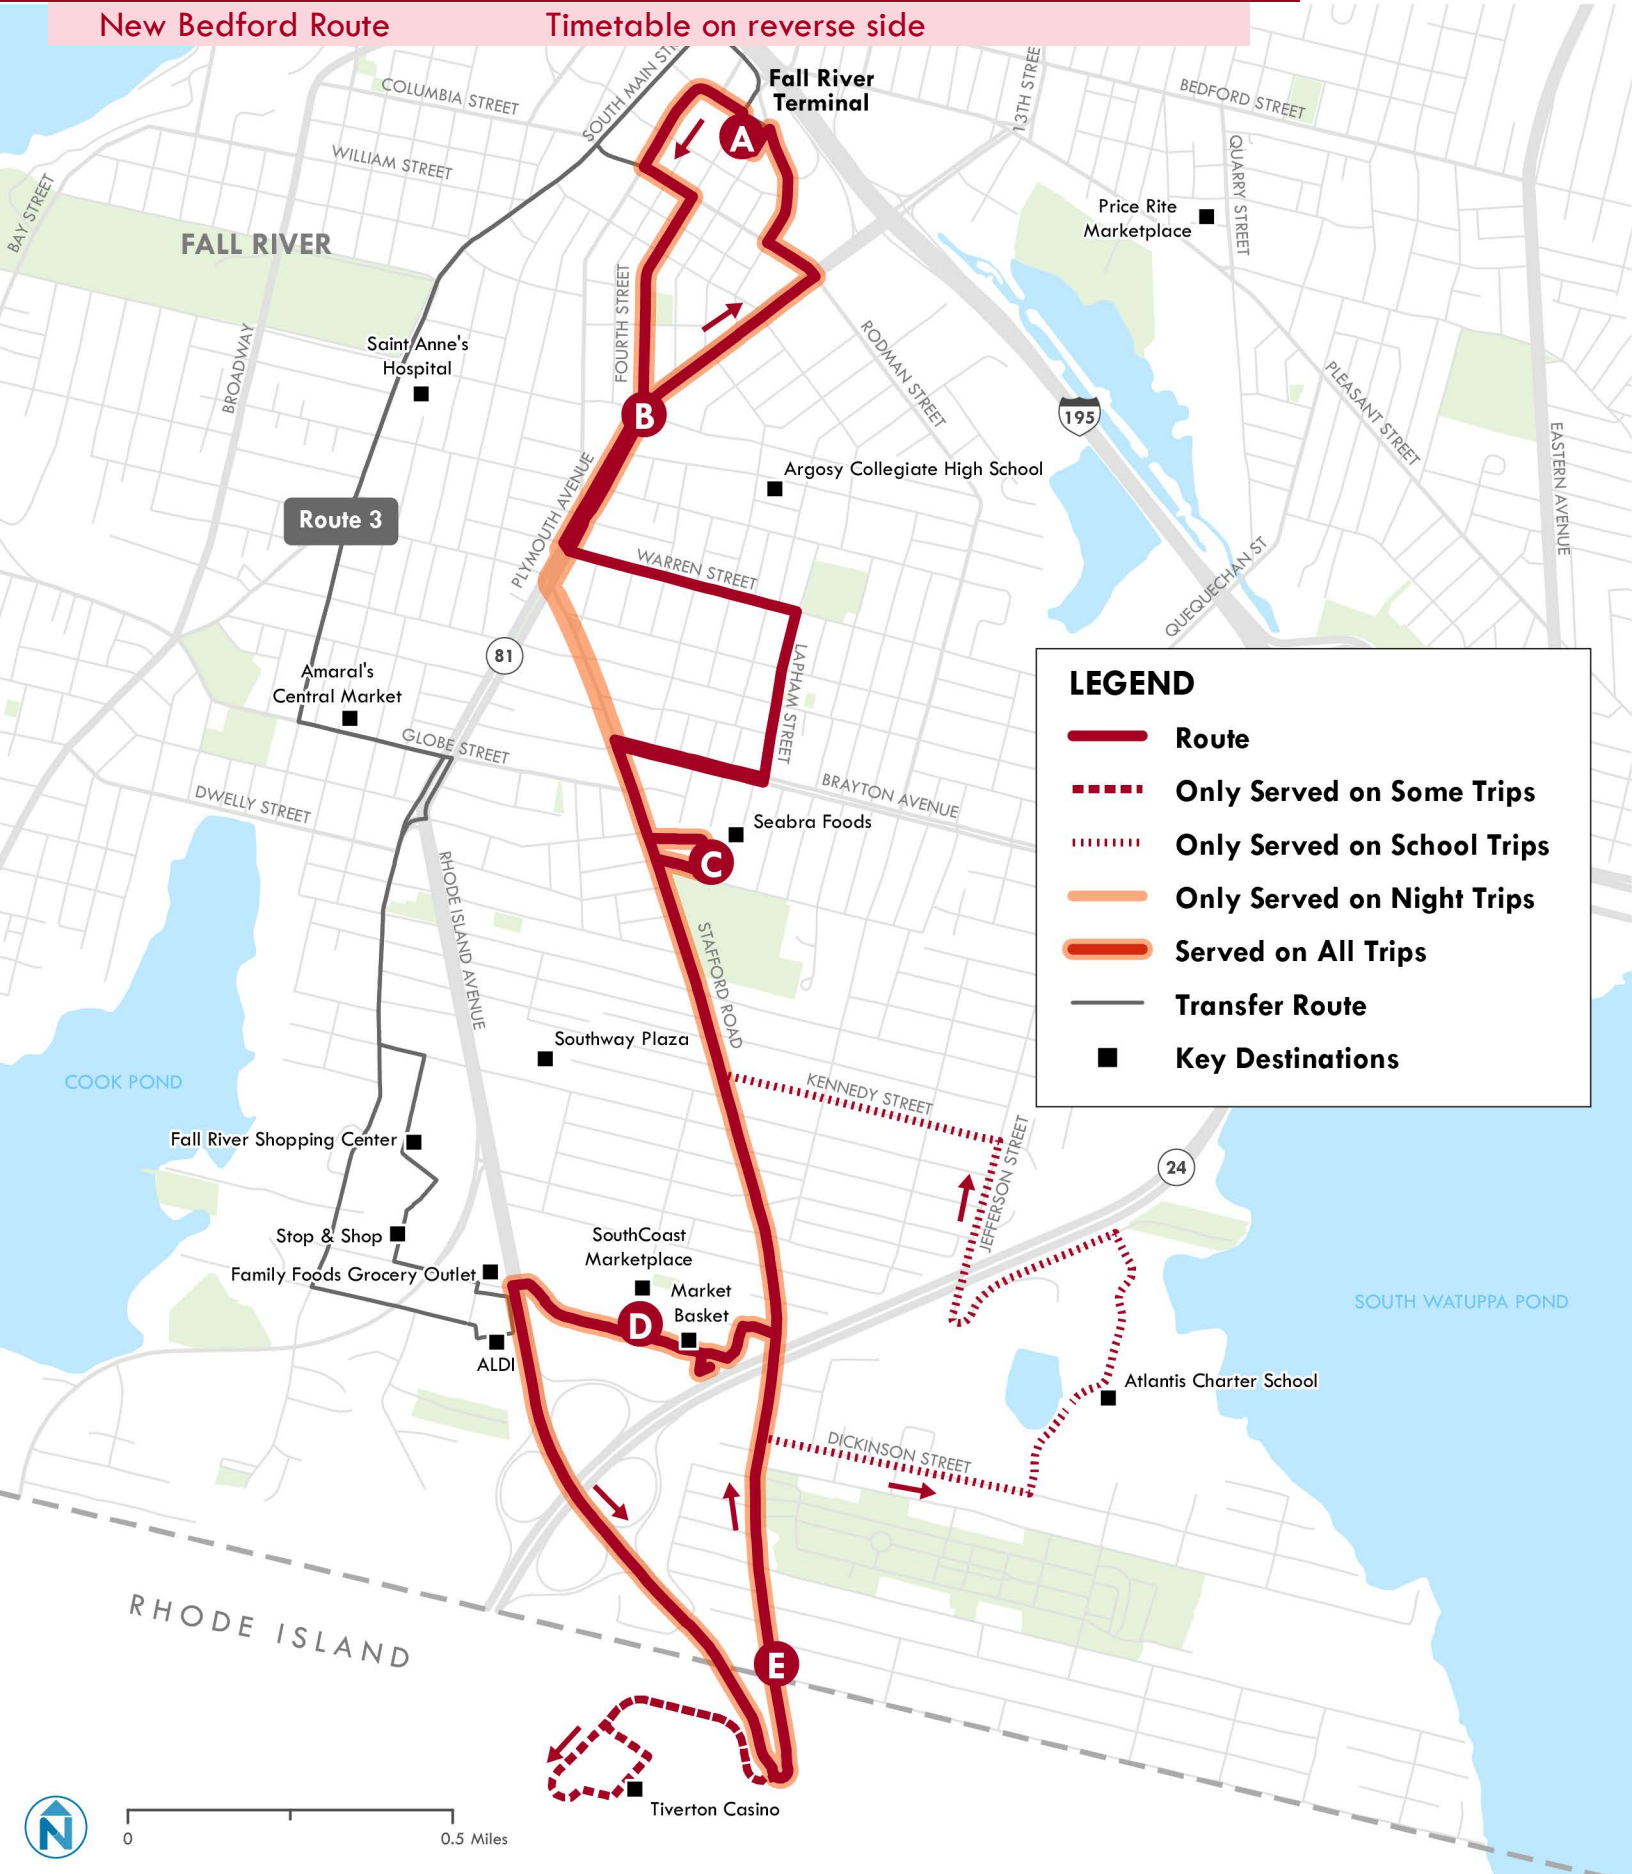 New Bedford Route
Timetable on reverse side
Fall River
Terminal
COLUMBIA STREET
SOUTH MAIN ST
13TH STREE
BEDFORD STREET
A
WILLIAM STREET
QUARRY STREET
BAY STREET
Price Rite
Marketplace
FALL RIVER
FOURTH STREET
BROADWAY
Saint Anne's
Hospital
RODMAN STREET
PLEASANT STREET
B
195
EASTERN AVENUE
Argosy Collegiate High School
PLYMOUTH AVENUE
Route 3
WARREN STREET
QUEQUECHAN ST
81
LAPHAM STREET
Amaral's
Central Market
GLOBE STREET
BRAYTON AVENUE
DWELLY STREET
Seabra Foods
C
LEGEND
Route
Only Served on Some Trips
Only Served on School Trips
Only Served on Night Trips
Served on All Trips
Transfer Route
Key Destinations
RHODE ISLAND AVENUE
STAFFORD ROAD
Southway Plaza
COOK POND
KENNEDY STREET
Fall River Shopping Center
JEFFERSON STREET
24
Stop & Shop
SouthCoast
Marketplace
Family Foods Grocery Outlet
Market
Basket
D
SOUTH WATUPPA POND
ALDI
Atlantis Charter School
DICKINSON STREET
RHODE ISLAND
E
Tiverton Casino
N
0
0.5 Miles